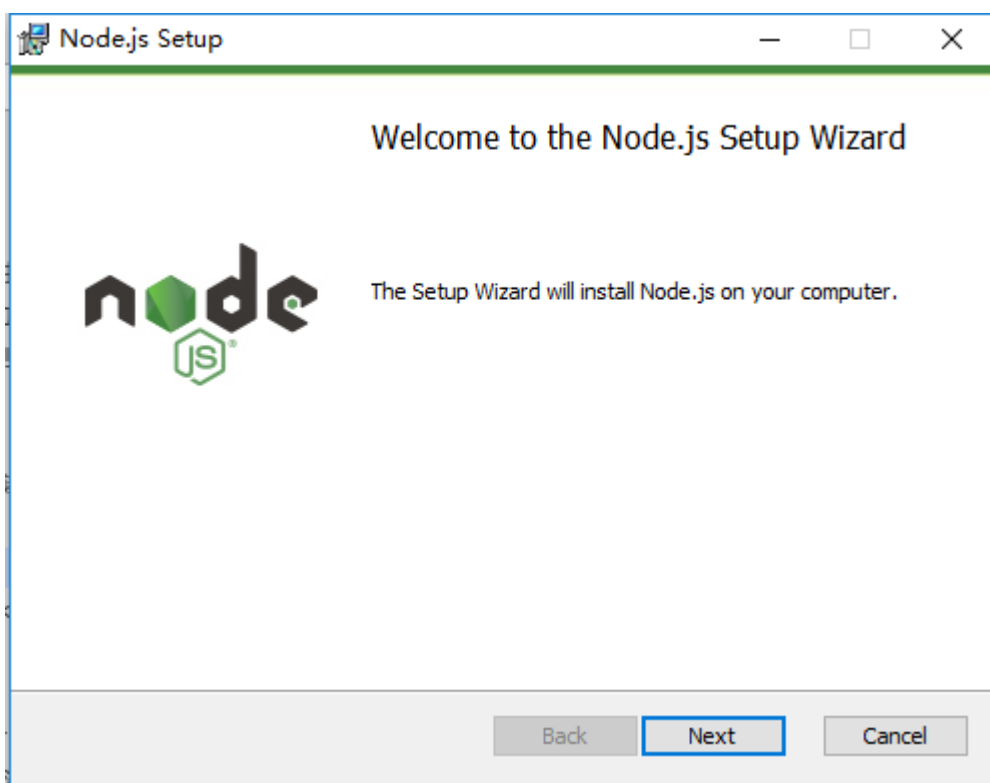 Node.js Setup
Welcome to the Node.js Setup Wizard
node
JS
The Setup Wizard will install Node.js on your computer.
Back
Next
Cancel